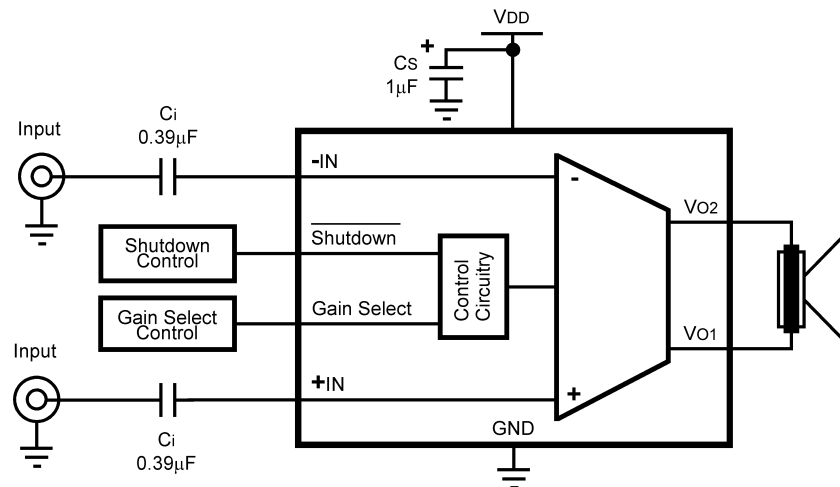 VDD
+
Cs
1μF
Ci
0.39μF
Input
-IN
-
VO2
Shutdown
Control
Shutdown
Control
Circuitry
Gain Select
Gain Select
Control
VO1
Input
+IN
+
GND
Ci
0.39μF